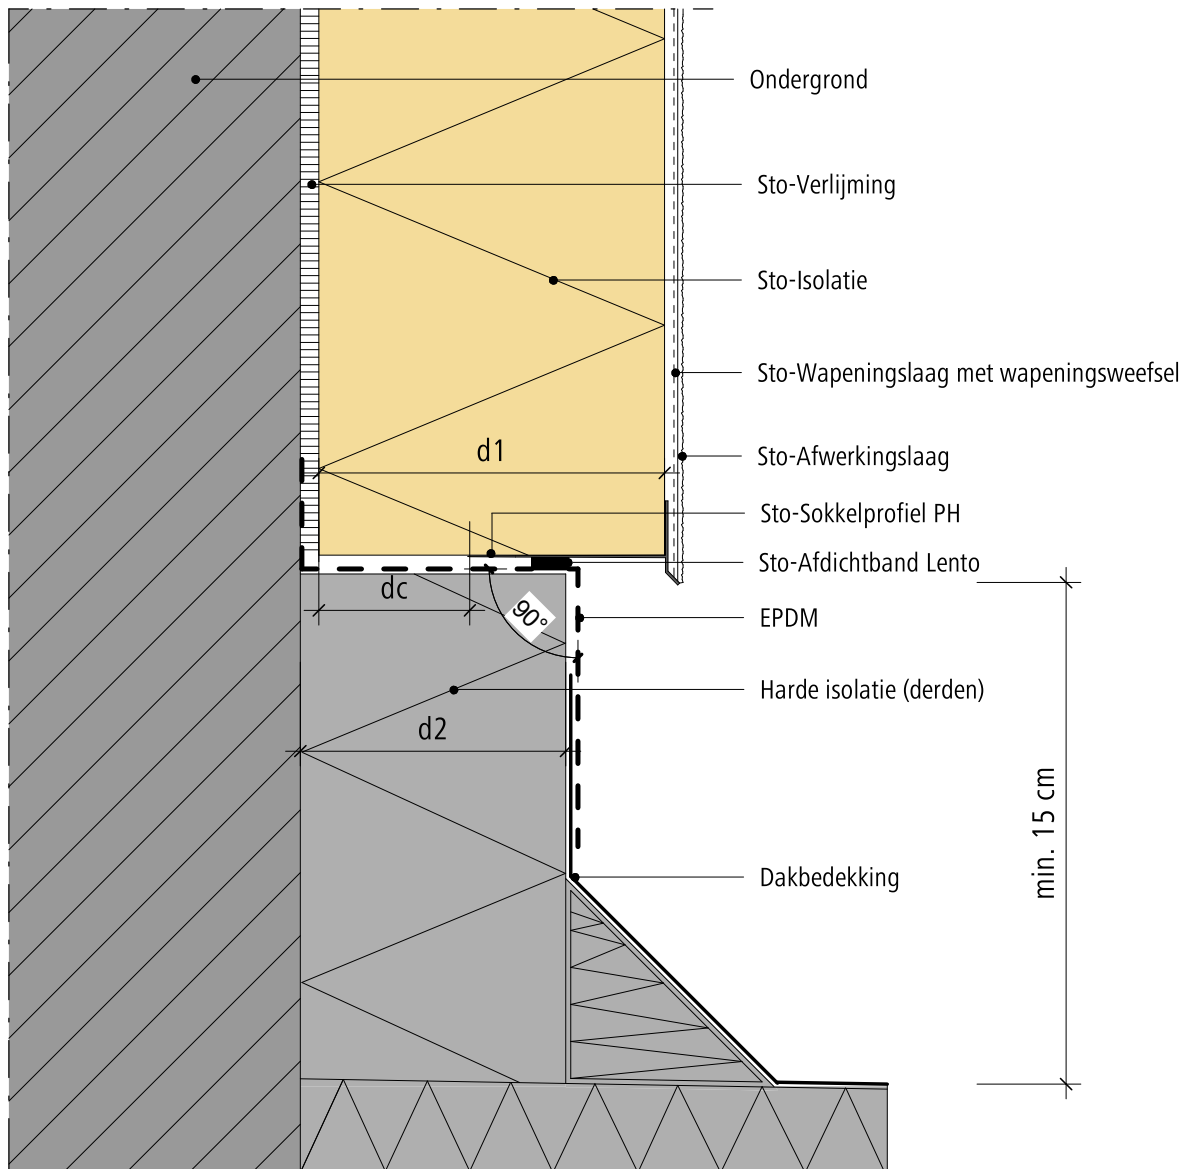 Ondergrond
Sto-Verlijming
Sto-Isolatie
Sto-Wapeningslaag met wapeningsweefsel
d1
Sto-Afwerkingslaag
Sto-Sokkelprofiel PH
Sto-Afdichtband Lento
dc
90°
EPDM
Harde isolatie (derden)
d2
min. 15 cm
Dakbedekking